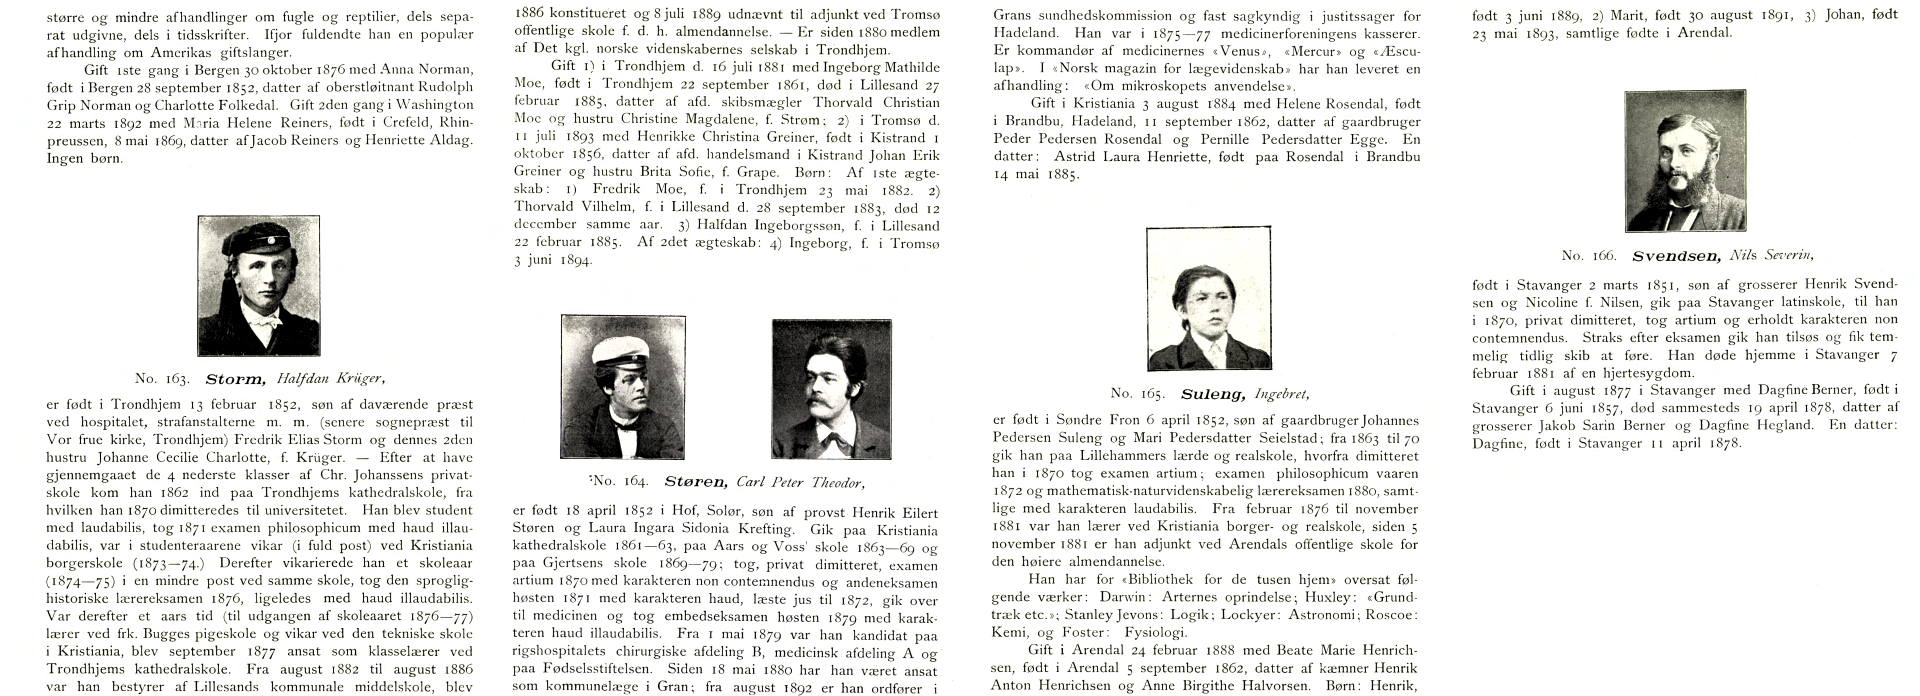 større og mindre afhandlinger om fugle og reptilier, dels sepa-
rat udgivne, dels i tidsskrifter. Ifjor fuldendte han en populær
afhandling om Amerikas giftslanger.
Gift 1ste gang i Bergen 30 oktober 1876 med Anna Norman,
født i Bergen 28 september 1852, datter af oberstløitnant Rudolph
Grip Norman og Charlotte Folkedal. Gift 2den gang i Washington
22 marts 1892 med Maria Helene Reiners, født i Crefeld, Rhin-
preussen, 8 mai 1869, datter af Jacob Reiners og Henriette Aldag.
Ingen børn.
No. 163. Storm, Halfdan Krüger,
er født i Trondhjem 13 februar 1852, søn af daværende præst
ved hospitalet, strafanstalterne m. m. (senere sognepræst til
Vor frue kirke, Trondhjem) Fredrik Elias Storm og dennes 2den
hustru Johanne Cecilie Charlotte, f. Krüger. — Efter at have
gjennemgaaet de 4 nederste klasser af Chr. Johanssens privat-
skole kom han 1862 ind paa Trondhjems kathedralskole, fra
hvilken han 1870 dimitteredes til universitetet. Han blev student
med laudabilis, tog 1871 examen philosophicum med haud illau-
dabilis, var i studenteraarene vikar (i fuld post) ved Kristiania
borgerskole (1873—74.) Derefter vikarierede han et skoleaar
(1874—75) i en mindre post ved samme skole, tog den sproglig-
historiske lærereksamen 1876, ligeledes med haud illaudabilis.
Var derefter et aars tid (til udgangen af skoleaaret 1876—77)
lærer ved frk. Bugges pigeskole og vikar ved den tekniske skole
i Kristiania, blev september 1877 ansat som klasselærer ved
Trondhjems kathedralskole. Fra august 1882 til august 1886
var han bestyrer af Lillesands kommunale middelskole, blev
1886 konstitueret og 8 juli 1889 udnævnt til adjunkt ved Tromsø
offentlige skole f. d. h. almendannelse. — Er siden 1880 medlem
af Det kgl. norske videnskabernes selskab i Trondhjem.
Gift 1) i Trondhjem d. 16 juli 1881 med Ingeborg Mathilde
Moe, født i Trondhjem 22 september 1861, død i Lillesand 27
februar 1885, datter af afd. skibsmægler Thorvald Christian
Moe og hustru Christine Magdalene, f. Strøm; 2) i Tromsø d.
11 juli 1893 med Henrikke Christina Greiner, født i Kistrand 1
oktober 1856, datter af afd. handelsmand i Kistrand Johan Erik
Greiner og hustru Brita Sofie, f. Grape. Børn: Af 1ste ægte-
skab: 1) Fredrik Moe, f. i Trondhjem 23 mai 1882. 2)
Thorvald Vilhelm, f. i Lillesand d. 28 september 1883, død 12
december samme aar. 3) Halfdan Ingeborgssøn, f. i Lillesand
22 februar 1885. Af 2det ægteskab: 4) Ingeborg, f. i Tromsø
3 juni 1894.
No. 164. Støren, Carl Peter Theodor,
er født 18 april 1852 i Hof, Solør, søn af provst Henrik Eilert
Støren og Laura Ingara Sidonia Krefting. Gik paa Kristiania
kathedralskole 1861—63, paa Aars og Voss' skole 1863—69 og
paa Gjertsens skole 1869—79; tog, privat dimitteret, examen
artium 1870 med karakteren non contemnendus og andeneksamen
høsten 1871 med karakteren haud, læste jus til 1872, gik over
til medicinen og tog embedseksamen høsten 1879 med karak-
teren haud illaudabilis. Fra 1 mai 1879 var han kandidat paa
rigshospitalets chirurgiske afdeling B, medicinsk afdeling A og
paa Fødselsstiftelsen. Siden 18 mai 1880 har han været ansat
som kommunelæge i Gran; fra august 1892 er han ordfører i
Grans sundhedskommission og fast sagkyndig i justitssager for
Hadeland. Han var i 1875—77 medicinerforeningens kasserer.
Er kommandør af medicinernes «Venus», «Mercur» og «Æscu-
lap». I «Norsk magazin for lægevidenskab» har han leveret en
afhandling: «Om mikroskopets anvendelse».
Gift i Kristiania 3 august 1884 med Helene Rosendal, født
i Brandbu, Hadeland, 11 september 1862, datter af gaardbruger
Peder Pedersen Rosendal og Pernille Pedersdatter Egge. En
datter: Astrid Laura Henriette, født paa Rosendal i Brandbu
14 mai 1885.
No. 165. Suleng, Ingebret,
er født i Søndre Fron 6 april 1852, søn af gaardbruger Johannes
Pedersen Suleng og Mari Pedersdatter Seielstad; fra 1863 til 70
gik han paa Lillehammers lærde og realskole, hvorfra dimitteret
han i 1870 tog examen artium; examen philosophicum vaaren
1872 og mathematisk-naturvidenskabelig lærereksamen 1880, samt-
lige med karakteren laudabilis. Fra februar 1876 til november
1881 var han lærer ved Kristiania borger- og realskole, siden 5
november 1881 er han adjunkt ved Arendals offentlige skole for
den høiere almendannelse.
Han har for «Bibliothek for de tusen hjem» oversat føl-
gende værker: Darwin: Arternes oprindelse; Huxley: «Grund-
træk etc.»; Stanley Jevons: Logik; Lockyer: Astronomi; Roscoe:
Kemi, og Foster: Fysiologi.
Gift i Arendal 24 februar 1888 med Beate Marie Henrich-
sen, født i Arendal 5 september 1862, datter af kæmner Henrik
Anton Henrichsen og Anne Birgithe Halvorsen. Børn: Henrik,
født 3 juni 1889, 2) Marit, født 30 august 1891, 3) Johan, født
23 mai 1893, samtlige fødte i Arendal.
No. 166. Svendsen, Nils Severin,
født i Stavanger 2 marts 1851, søn af grosserer Henrik Svend-
sen og Nicoline f. Nilsen, gik paa Stavanger latinskole, til han
i 1870, privat dimitteret, tog artium og erholdt karakteren non
contemnendus. Straks efter eksamen gik han tilsøs og fik tem-
melig tidlig skib at føre. Han døde hjemme i Stavanger 7
februar 1881 af en hjertesygdom.
Gift i august 1877 i Stavanger med Dagfine Berner, født i
Stavanger 6 juni 1857, død sammesteds 19 april 1878, datter af
grosserer Jakob Sarin Berner og Dagfine Hegland. En datter:
Dagfine, født i Stavanger 11 april 1878.